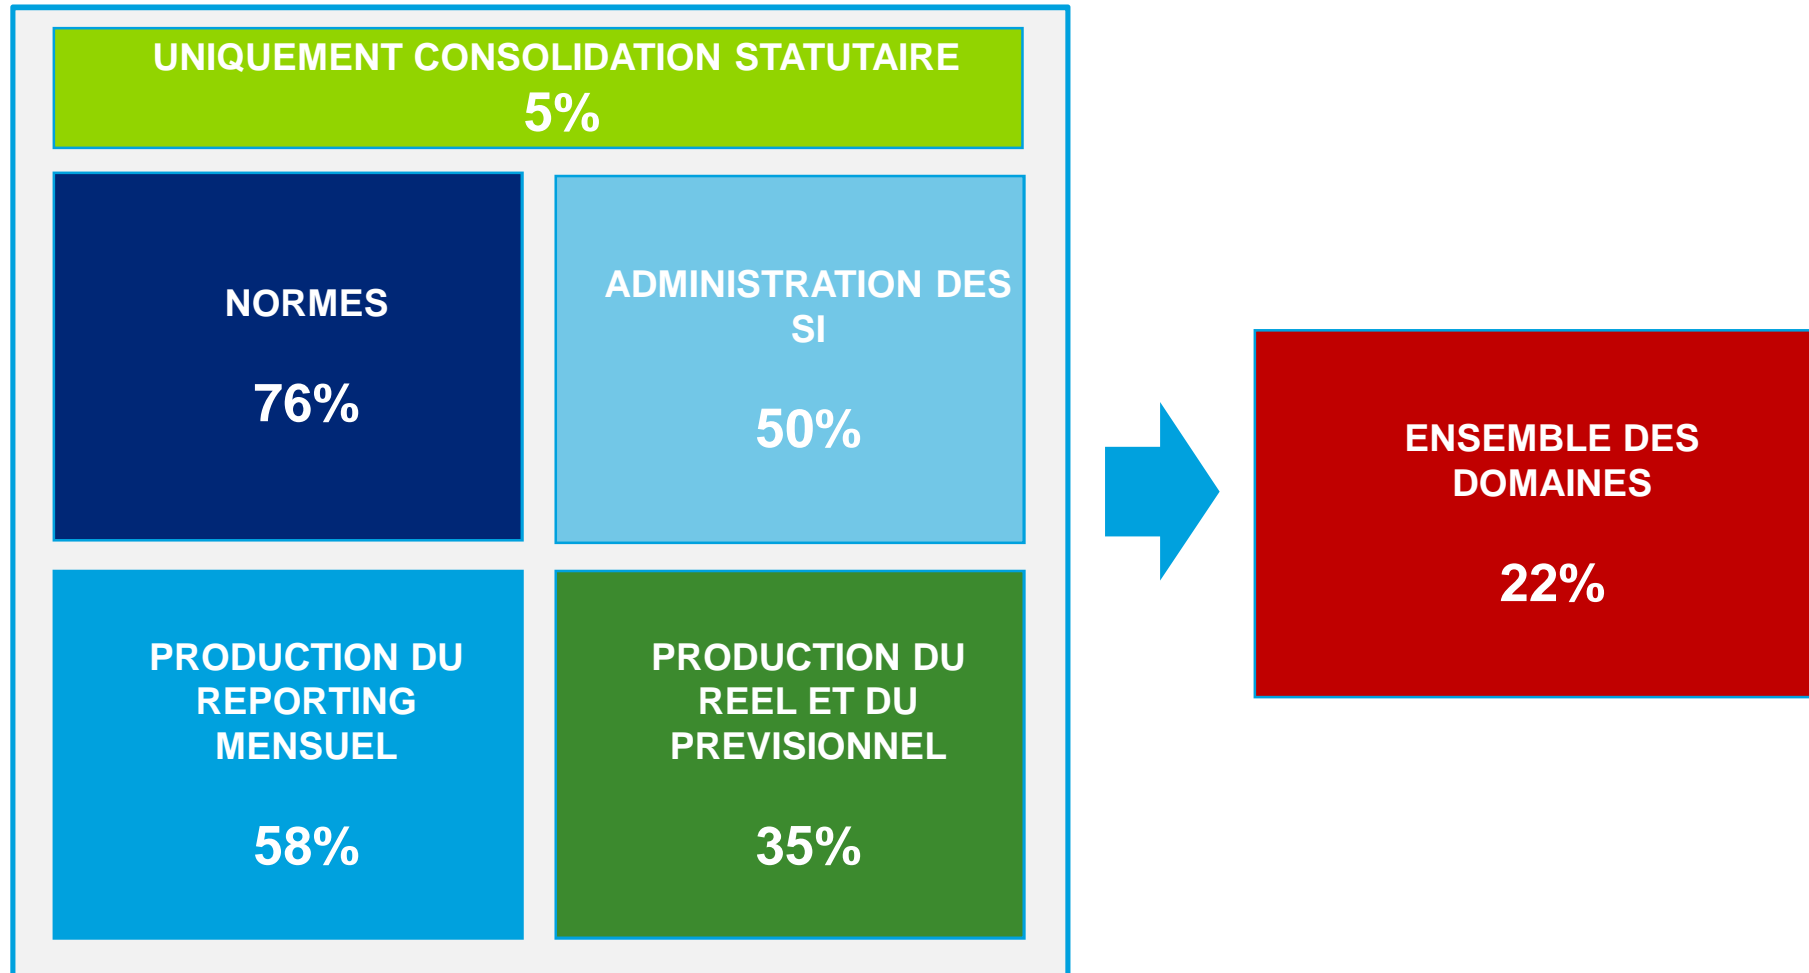 UNIQUEMENT CONSOLIDATION STATUTAIRE
5%
NORMES
76%
ADMINISTRATION DES
SI
50%
PRODUCTION DU
REPORTING
MENSUEL
58%
PRODUCTION DU
REEL ET DU
PREVISIONNEL
35%
ENSEMBLE DES
DOMAINES
22%